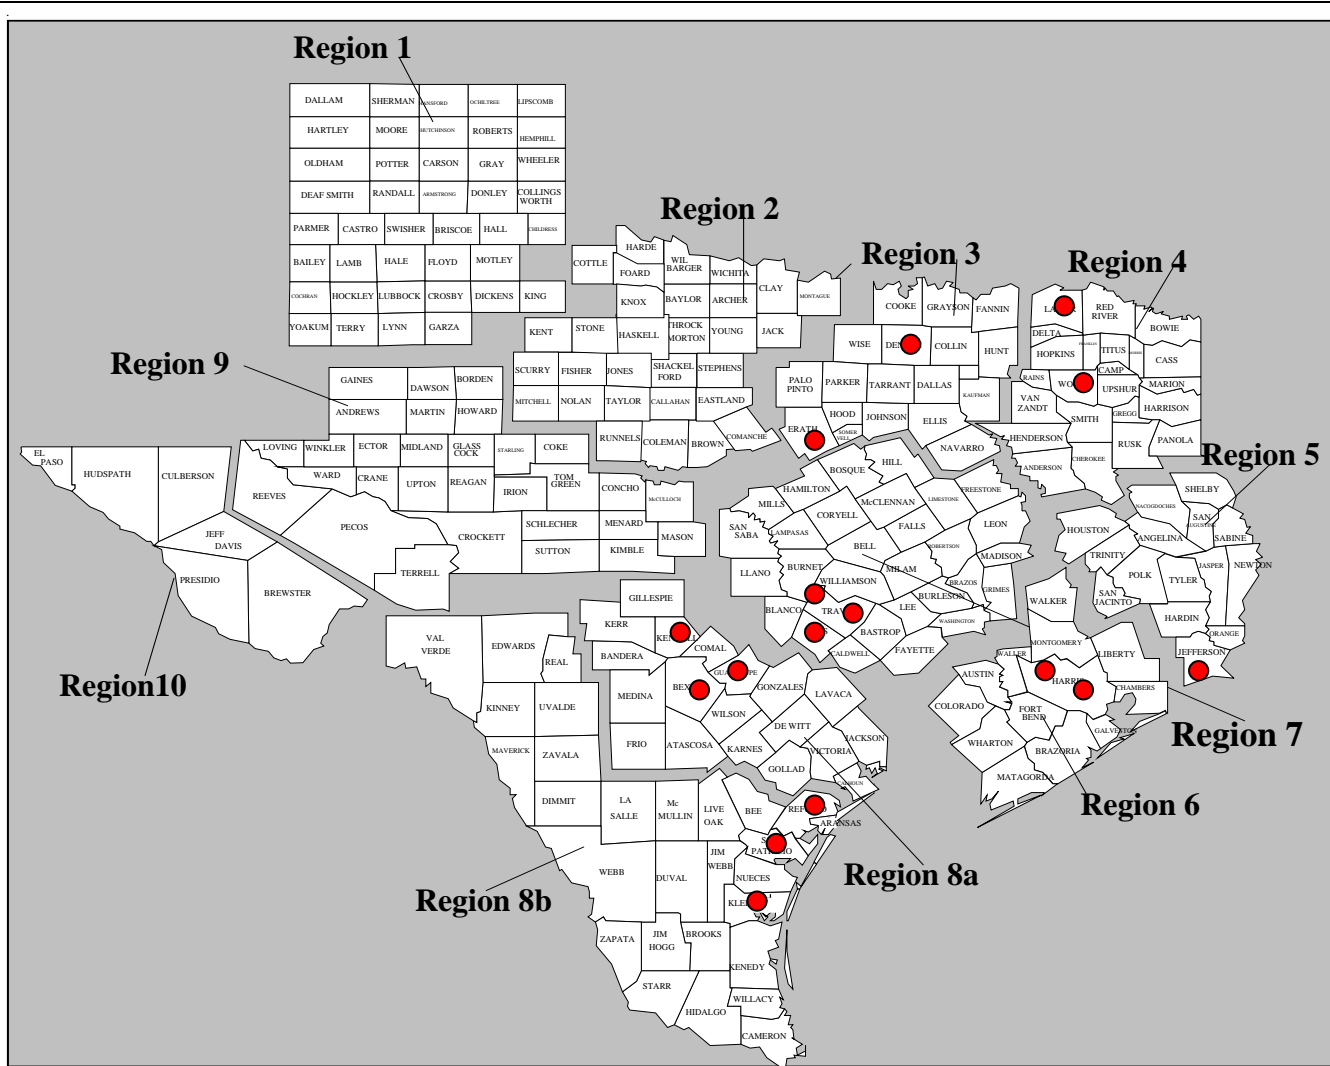 Region 1
DALLAM SHERMAN HANSFORD OCHILTREE LIPSCOMB
HARTLEY MOORE HUTCHINSON ROBERTS HEMPHILL
OLDHAM POTTER CARSON GRAY WHEELER
DEAF SMITH RANDALL ARMSTRONG DONLEY COLLINGS WORTH
PARMER CASTRO SWISHER BRISCOE HALL CHILDRESS
BAILEY LAMB HALE FLOYD MOTLEY
COCHRAN HOCKLEY LUBBOCK CROSBY DICKENS KING
YOAKUM TERRY LYNN GARZA
Region 2
COTTLE HARDE
FOARD WIL BARGER WICHITA CLAY MONTAGUE
KNOX BAYLOR ARCHER
KENT STONE HASKELL THROCK MORTON YOUNG JACK
SCURRY FISHER JONES SHACKEL FORD STEPHENS
MITCHELL NOLAN TAYLOR CALLAHAN EASTLAND
RUNNELS COLEMAN BROWN COMANCHE
Region 3
COOKE GRAYSON FANNIN
WISE COLLIN HUNT
PALO PINTO PARKER TARRANT DALLAS KAUFMAN
ERATH HOOD SOMER VELL JOHNSON ELLIS
NAVARRO
Region 4
RED RIVER
DELTA BOWIE
HOPKINS FRANKLIN TITUS CASS
RAINS CAMP
VAN ZANDT UPSHUR MARION
SMITH GREGG HARRISON
HENDERSON RUSK PANOLA
ANDERSON CHEROKEE
Region 9
GAINES DAWSON BORDEN
ANDREWS MARTIN HOWARD
LOVING WINKLER ECTOR MIDLAND GLASS COCK STARLING COKE
WARD CRANE UPTON REAGAN IRION TOM GREEN CONCHO McCULLOCH
REEVES PECOS CROCKETT SCHLECHER MENARD MASON
SUTTON KIMBLE
TERRELL
EL PASO HUDSPATH CULBERSON
JEFF DAVIS
PRESIDIO BREWSTER
Region10
Region 5
SHELBY
NACOGDOCHES SAN AUGUSTINE SABINE
HOUSTON ANGELINA
TRINITY POLK TYLER JASPER NEWTON
SAN JACINTO HARDIN
ORANGE
JEFFERSON
BOSQUE HILL
HAMILTON McCLENNAN LIMESTONE FREESTONE
MILLS CORYELL FALLS LEON
SAN SABA LAMPASAS BELL ROBERTSON MADISON
LLANO BURNET MILAM
WILLIAMSON BRAZOS GRIMES
BLANCO LEE BURLESON WASHINGTON
BASTROP
CALDWELL FAYETTE
WALKER
MONTGOMERY
WALLER LIBERTY
AUSTIN CHAMBERS
COLORADO FORT BEND GALVESTON
WHARTON BRAZORIA
MATAGORDA
Region 7
Region 6
GILLESPIE
KERR
BANDERA COMAL
MEDINA GONZALES LAVACA
WILSON DE WITT
FRIO ATASCOSA KARNES VICTORIA JACKSON
GOLLAD CALHOUN
Region 8a
VAL VERDE EDWARDS REAL
KINNEY UVALDE
MAVERICK ZAVALA
DIMMIT LA SALLE Mc MULLIN LIVE OAK BEE
ARANSAS
WEBB DUVAL JIM WEBB NUECES
Region 8b
ZAPATA JIM HOGG BROOKS
KENEDY
STARR
HIDALGO WILLACY
CAMERON